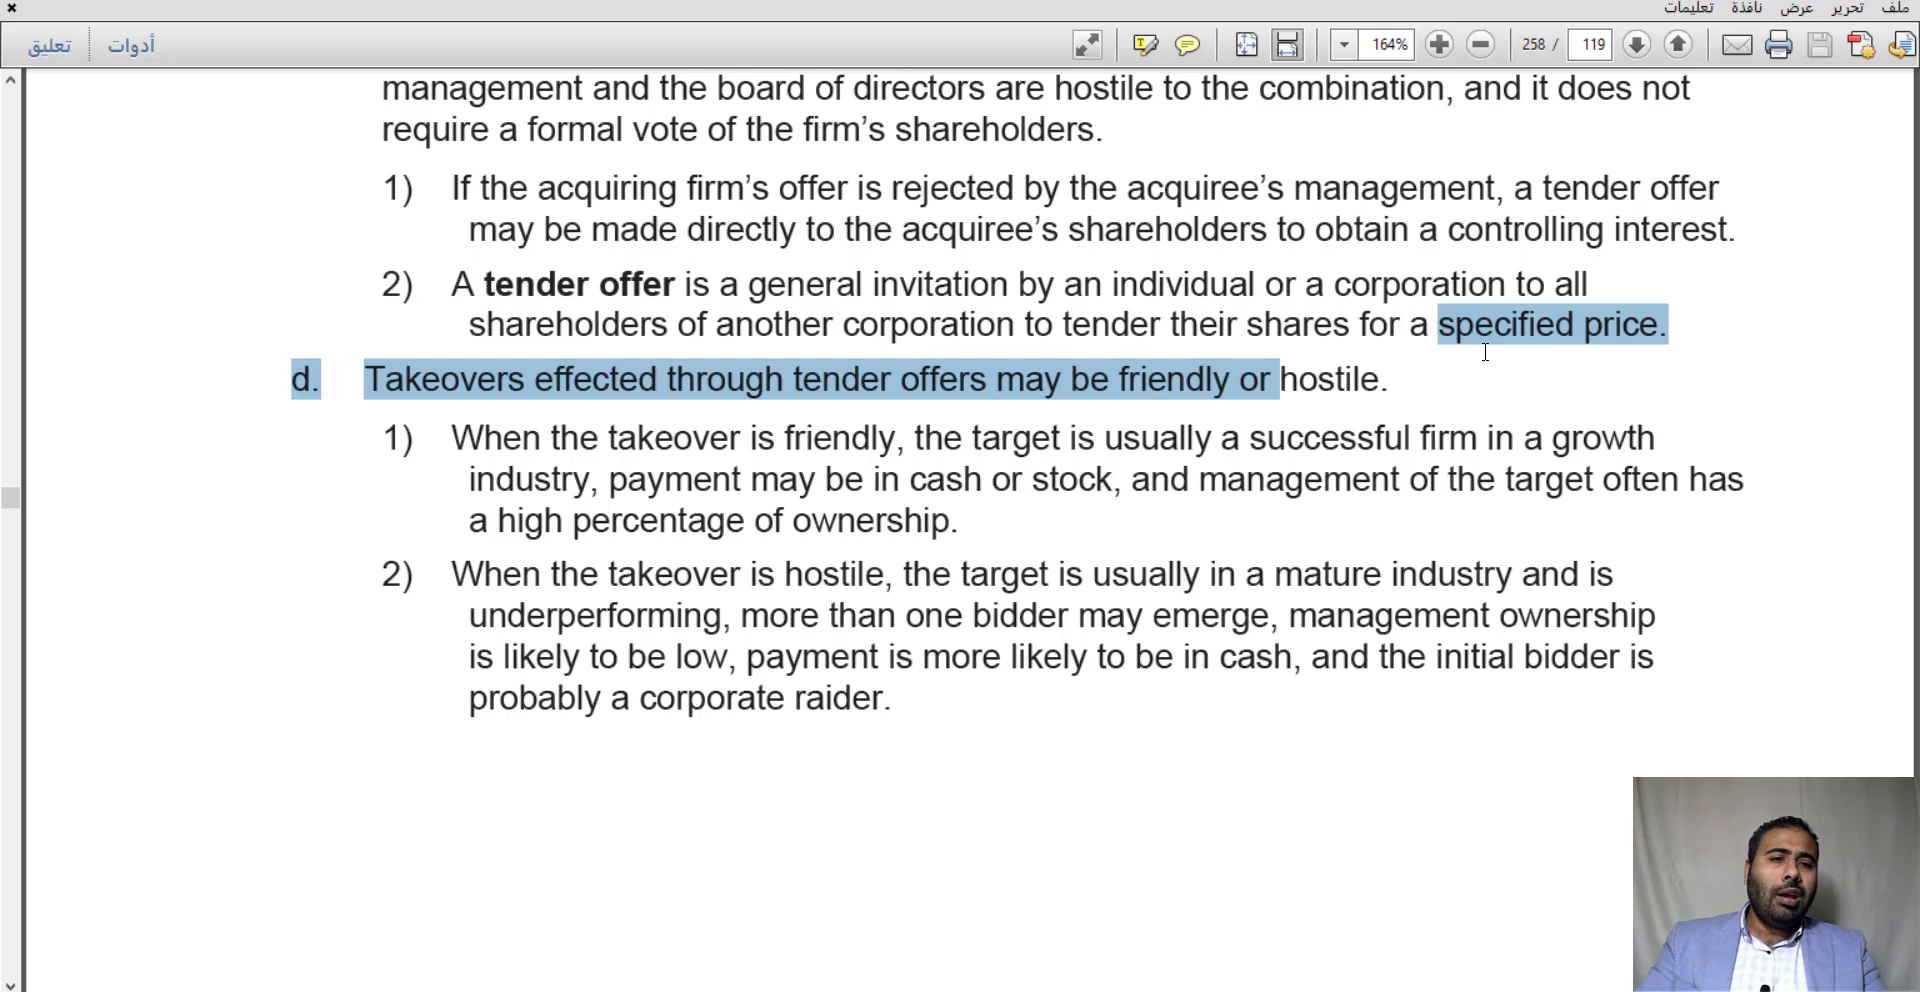 ملف تحرير عرض نافذة تعليمات
تعليق أدوات 164% 258 / 119
management and the board of directors are hostile to the combination, and it does not
require a formal vote of the firm's shareholders.
1) If the acquiring firm's offer is rejected by the acquiree's management, a tender offer
may be made directly to the acquiree's shareholders to obtain a controlling interest.
2) A tender offer is a general invitation by an individual or a corporation to all
shareholders of another corporation to tender their shares for a specified price.
d. Takeovers effected through tender offers may be friendly or hostile.
1) When the takeover is friendly, the target is usually a successful firm in a growth
industry, payment may be in cash or stock, and management of the target often has
a high percentage of ownership.
2) When the takeover is hostile, the target is usually in a mature industry and is
underperforming, more than one bidder may emerge, management ownership
is likely to be low, payment is more likely to be in cash, and the initial bidder is
probably a corporate raider.